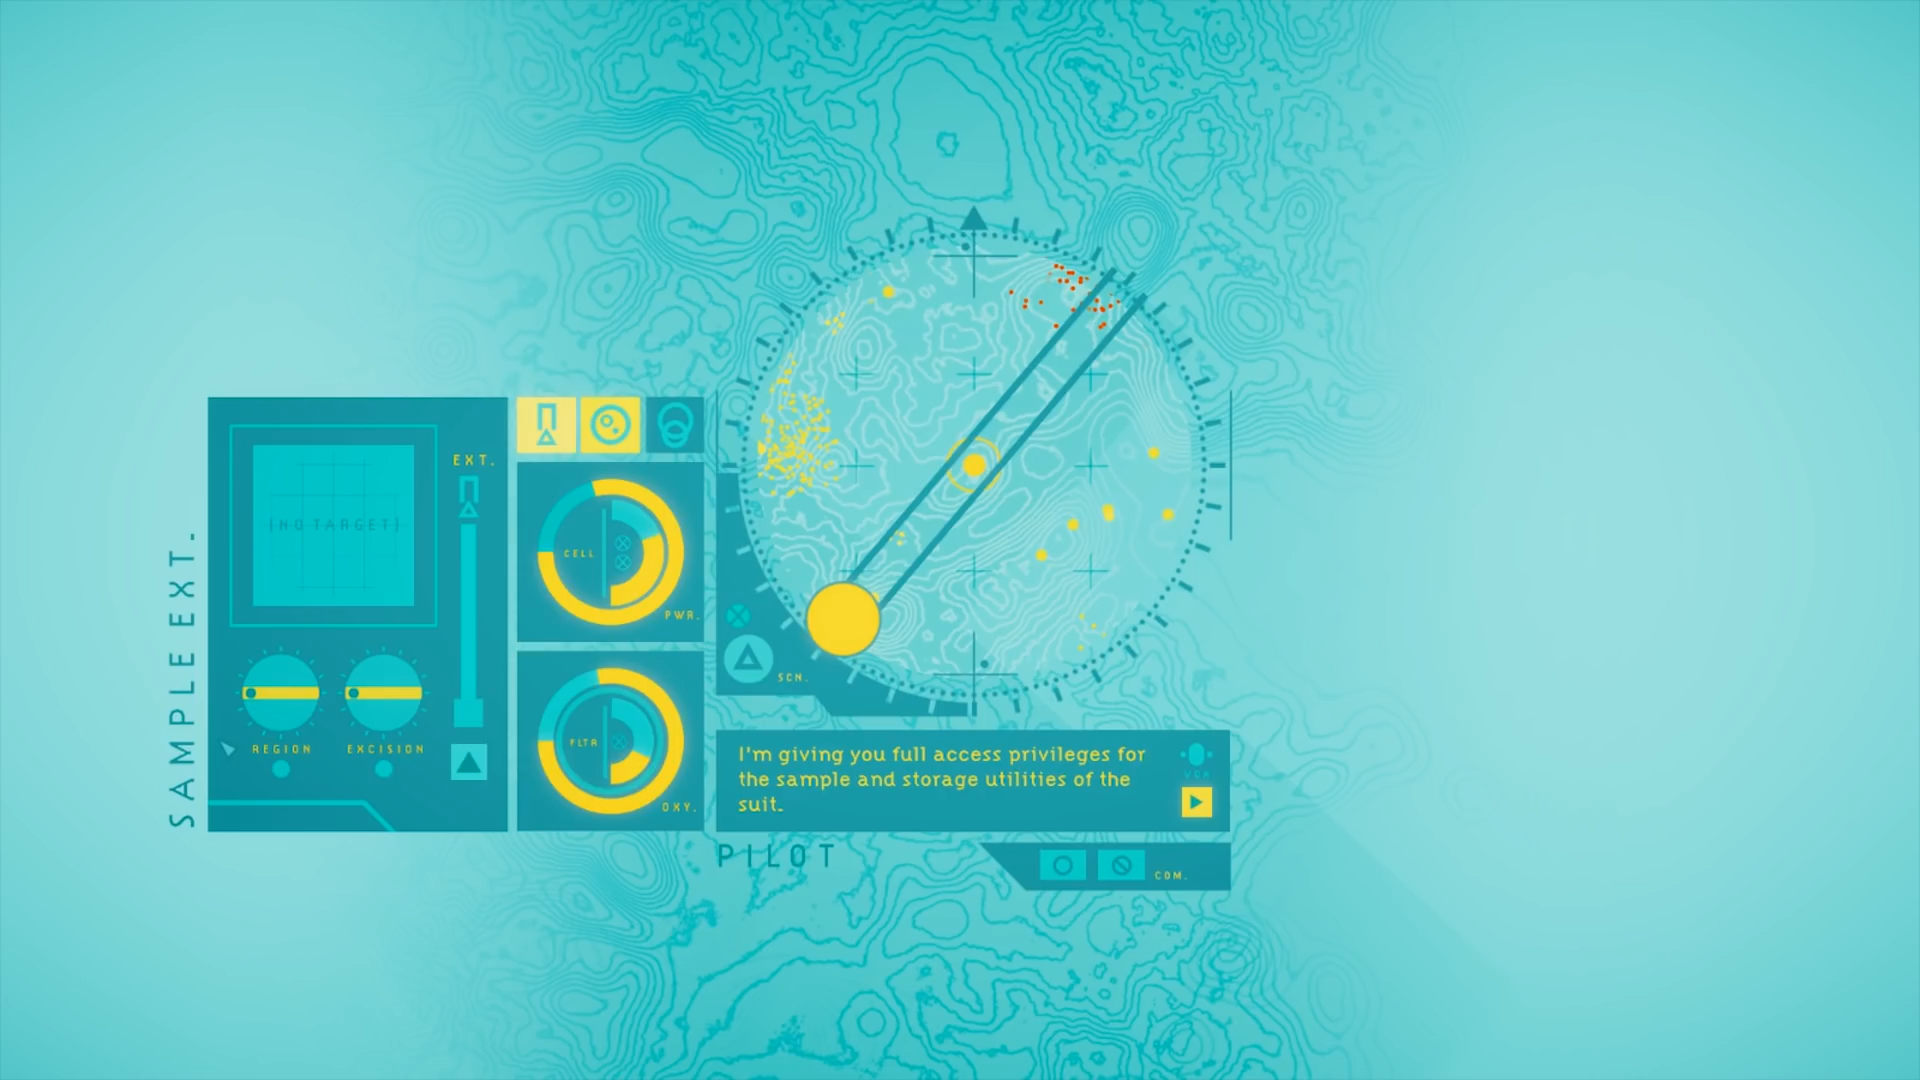 SAMPLE EXT.
[NO TARGET]
EXT.
REGION
EXCISION
CELL
PWR.
FLTR
OXY.
SCN.
I'm giving you full access privileges for
the sample and storage utilities of the
suit.
VOX
PILOT
COM.